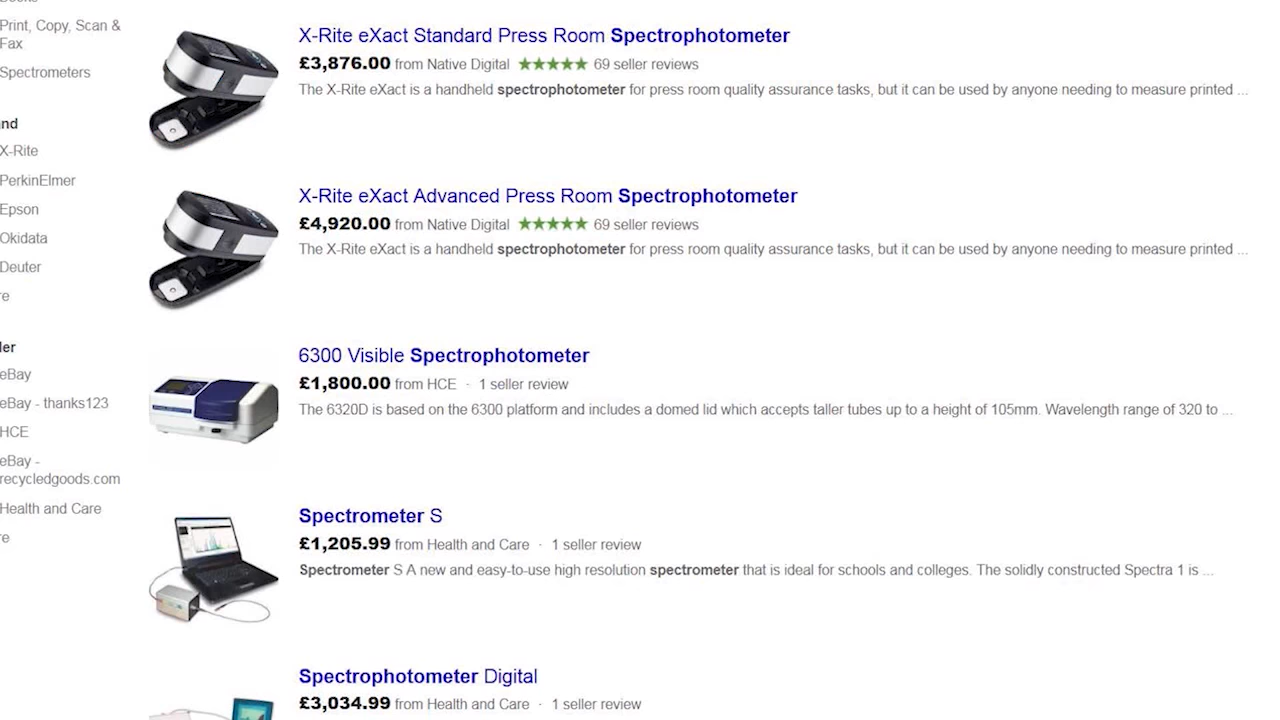 Print, Copy, Scan &
Fax
Spectrometers
nd
X-Rite
PerkinElmer
Epson
Okidata
Deuter
re
ler
eBay
eBay - thanks123
HCE
eBay -
recycledgoods.com
Health and Care
re
X-Rite eXact Standard Press Room Spectrophotometer
£3,876.00 from Native Digital ★★★★★ 69 seller reviews
The X-Rite eXact is a handheld spectrophotometer for press room quality assurance tasks, but it can be used by anyone needing to measure printed ...
X-Rite eXact Advanced Press Room Spectrophotometer
£4,920.00 from Native Digital ★★★★★ 69 seller reviews
The X-Rite eXact is a handheld spectrophotometer for press room quality assurance tasks, but it can be used by anyone needing to measure printed ...
6300 Visible Spectrophotometer
£1,800.00 from HCE · 1 seller review
The 6320D is based on the 6300 platform and includes a domed lid which accepts taller tubes up to a height of 105mm. Wavelength range of 320 to ...
Spectrometer S
£1,205.99 from Health and Care · 1 seller review
Spectrometer S A new and easy-to-use high resolution spectrometer that is ideal for schools and colleges. The solidly constructed Spectra 1 is ...
Spectrophotometer Digital
£3,034.99 from Health and Care · 1 seller review